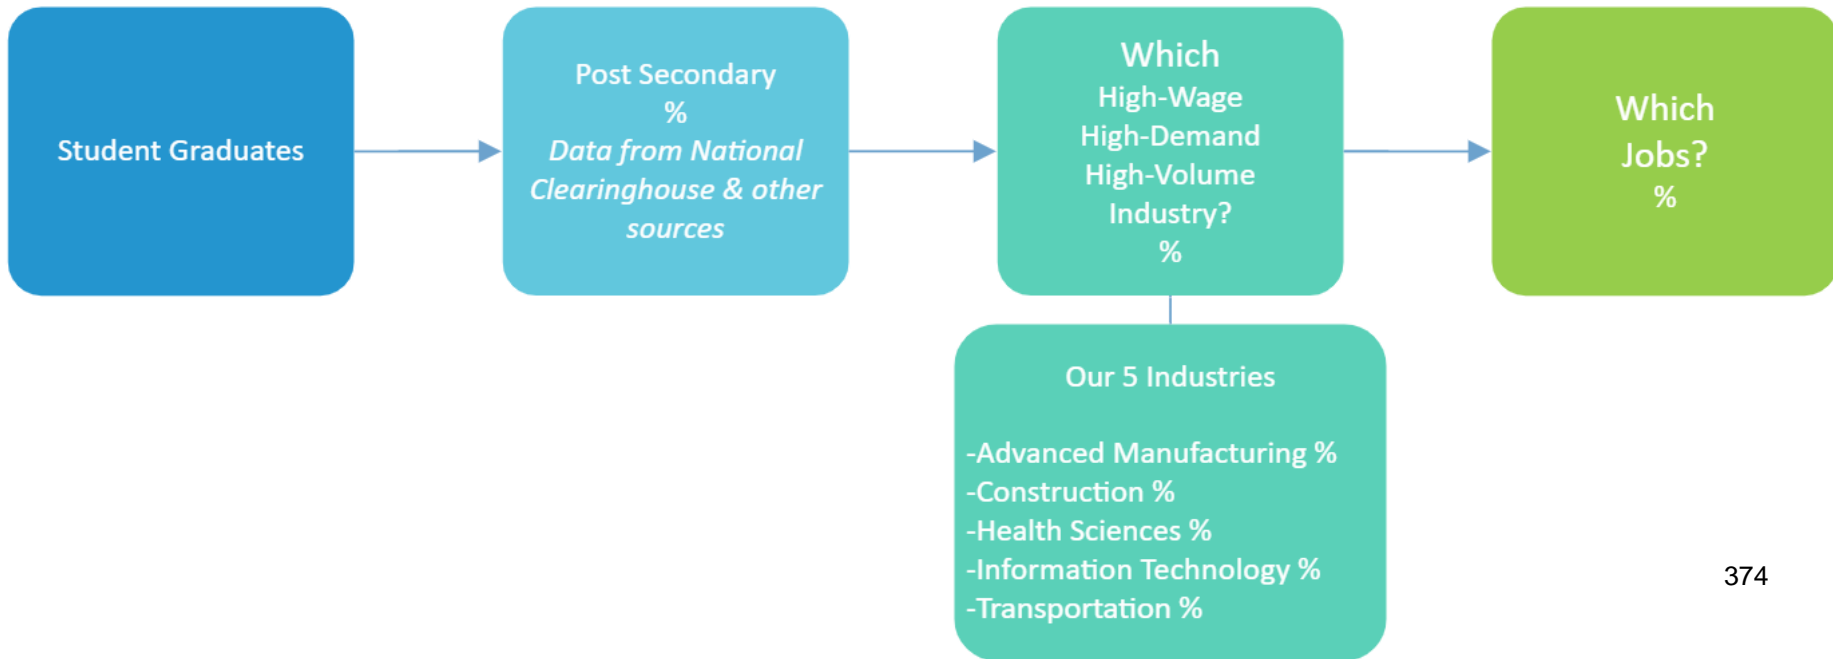 Student Graduates
Post Secondary
%
Data from National
Clearinghouse & other
sources
Which
High-Wage
High-Demand
High-Volume
Industry?
%
Which
Jobs?
%
Our 5 Industries
-Advanced Manufacturing %
-Construction %
-Health Sciences %
-Information Technology %
-Transportation %
374